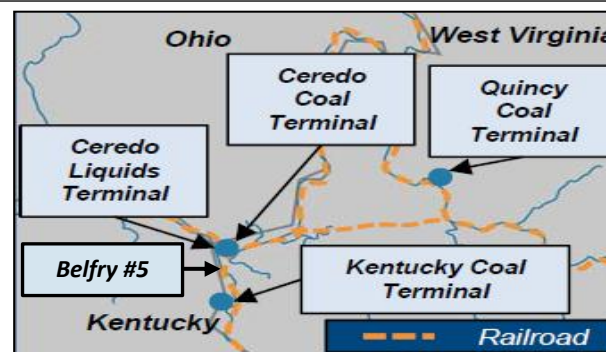 Ohio
West Virginia
Ceredo
Coal
Terminal
Quincy
Coal
Terminal
Ceredo
Liquids
Terminal
Belfry #5
Kentucky Coal
Terminal
Kentucky
Railroad